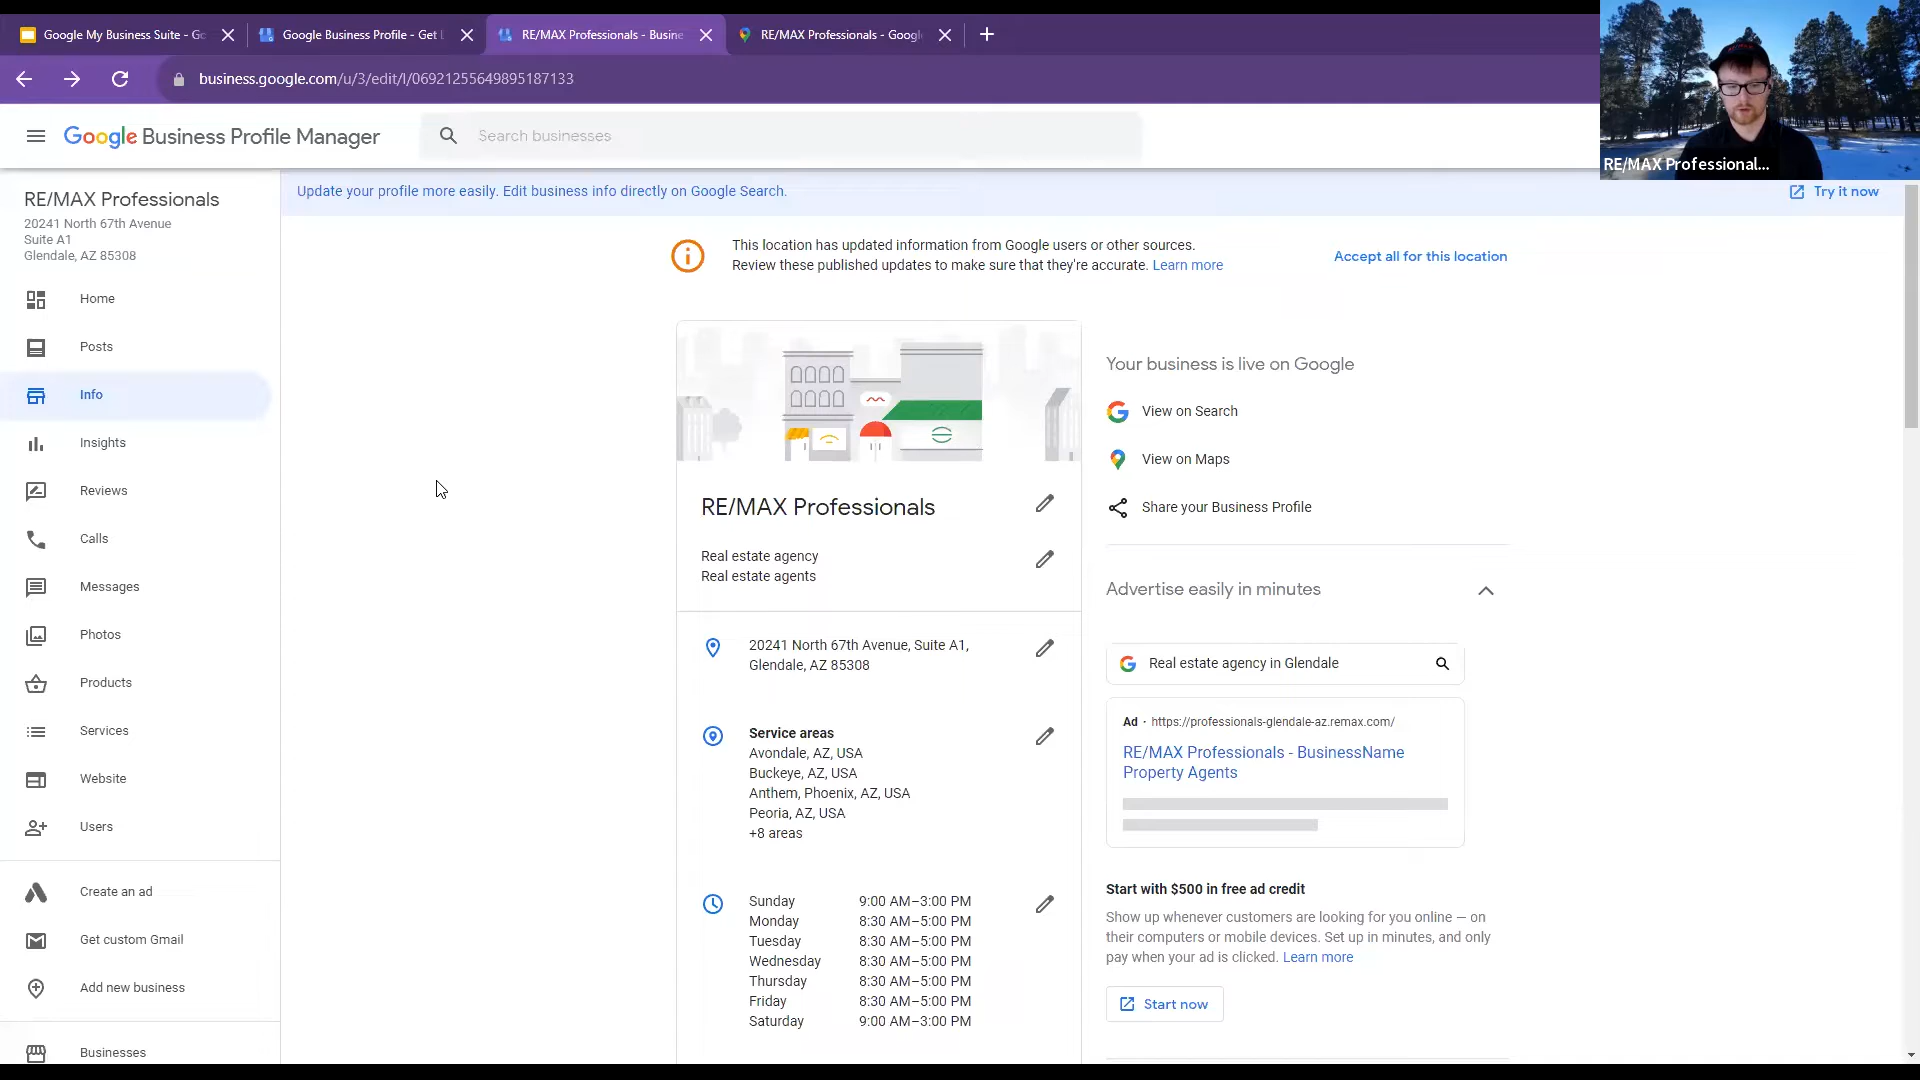 Google My Business Suite - Go
Google Business Profile - Get
RE/MAX Professionals - Busine
RE/MAX Professionals - Google
business.google.com/u/3/edit/l/06921255649895187133
Google Business Profile Manager
Search businesses
RE/MAX Professional...
RE/MAX Professionals
20241 North 67th Avenue
Suite A1
Glendale, AZ 85308
Home
Posts
Info
Insights
Reviews
Calls
Messages
Photos
Products
Services
Website
Users
Create an ad
Get custom Gmail
Add new business
Businesses
Update your profile more easily. Edit business info directly on Google Search.
Try it now
This location has updated information from Google users or other sources.
Review these published updates to make sure that they're accurate. Learn more
Accept all for this location
RE/MAX Professionals
Real estate agency
Real estate agents
20241 North 67th Avenue, Suite A1,
Glendale, AZ 85308
Service areas
Avondale, AZ, USA
Buckeye, AZ, USA
Anthem, Phoenix, AZ, USA
Peoria, AZ, USA
+8 areas
Sunday 9:00 AM–3:00 PM
Monday 8:30 AM–5:00 PM
Tuesday 8:30 AM–5:00 PM
Wednesday 8:30 AM–5:00 PM
Thursday 8:30 AM–5:00 PM
Friday 8:30 AM–5:00 PM
Saturday 9:00 AM–3:00 PM
Your business is live on Google
View on Search
View on Maps
Share your Business Profile
Advertise easily in minutes
Real estate agency in Glendale
Ad · https://professionals-glendale-az.remax.com/
RE/MAX Professionals - BusinessName
Property Agents
Start with $500 in free ad credit
Show up whenever customers are looking for you online — on
their computers or mobile devices. Set up in minutes, and only
pay when your ad is clicked. Learn more
Start now